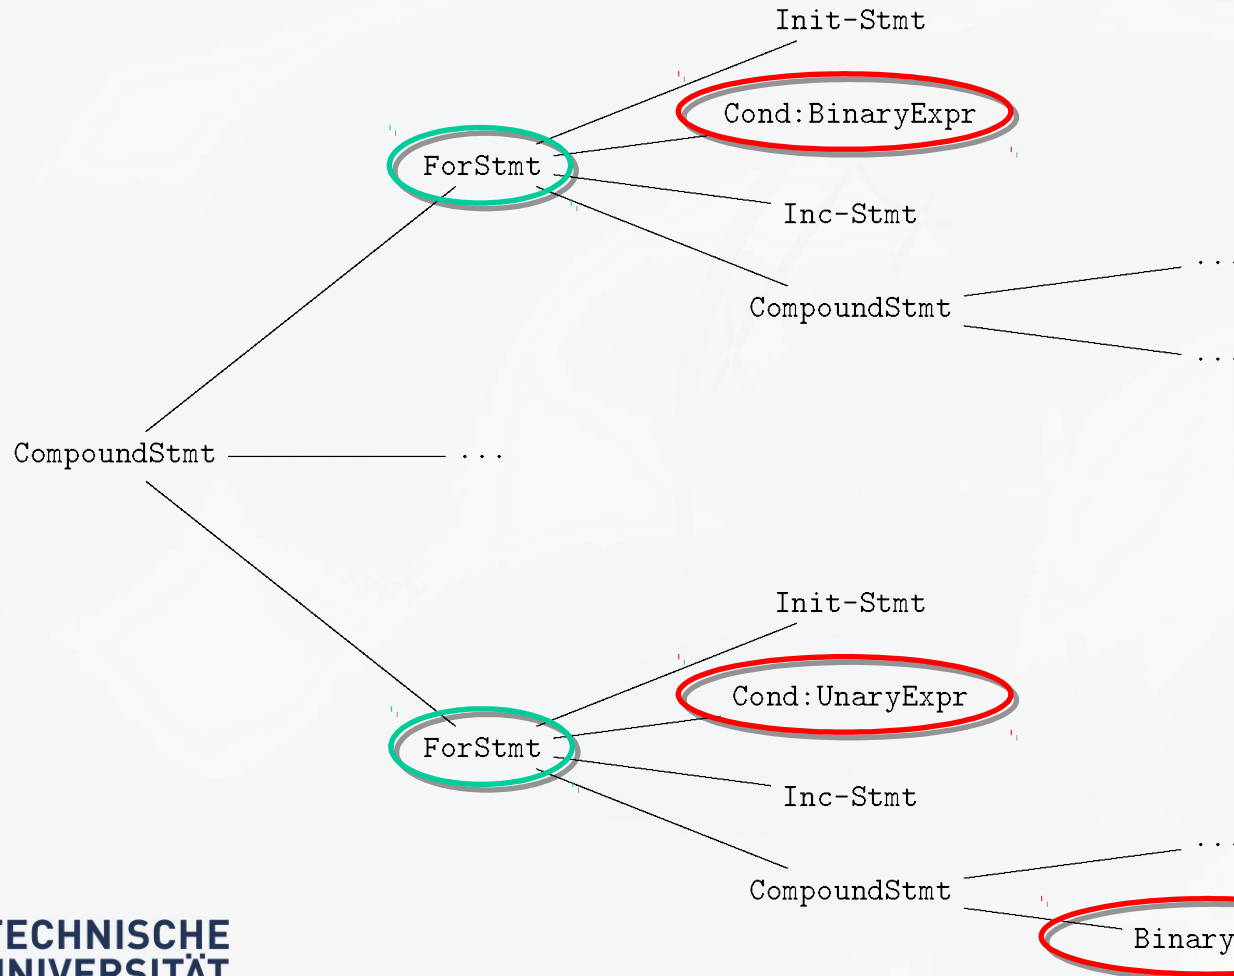 Init-Stmt
Cond:BinaryExpr
ForStmt
Inc-Stmt
...
CompoundStmt
...
CompoundStmt
...
Init-Stmt
Cond:UnaryExpr
ForStmt
Inc-Stmt
...
CompoundStmt
Binary
TECHNISCHE
UNIVERSITÄT